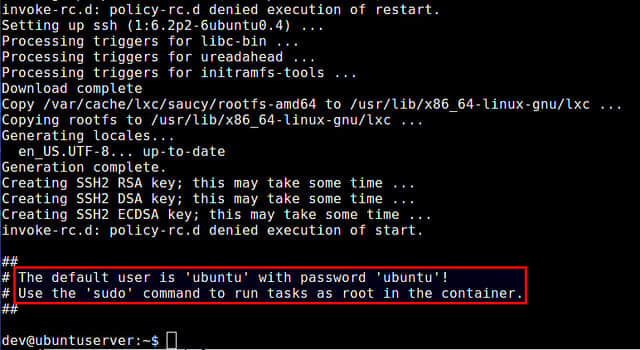 invoke-rc.d: policy-rc.d denied execution of restart.
Setting up ssh (1:6.2p2-6ubuntu0.4) ...
Processing triggers for libc-bin ...
Processing triggers for ureadahead ...
Processing triggers for initramfs-tools ...
Download complete
Copy /var/cache/lxc/saucy/rootfs-amd64 to /usr/lib/x86_64-linux-gnu/lxc ...
Copying rootfs to /usr/lib/x86_64-linux-gnu/lxc ...
Generating locales...
  en_US.UTF-8... up-to-date
Generation complete.
Creating SSH2 RSA key; this may take some time ...
Creating SSH2 DSA key; this may take some time ...
Creating SSH2 ECDSA key; this may take some time ...
invoke-rc.d: policy-rc.d denied execution of start.

##
# The default user is 'ubuntu' with password 'ubuntu'!
# Use the 'sudo' command to run tasks as root in the container.
##

dev@ubuntuserver:~$